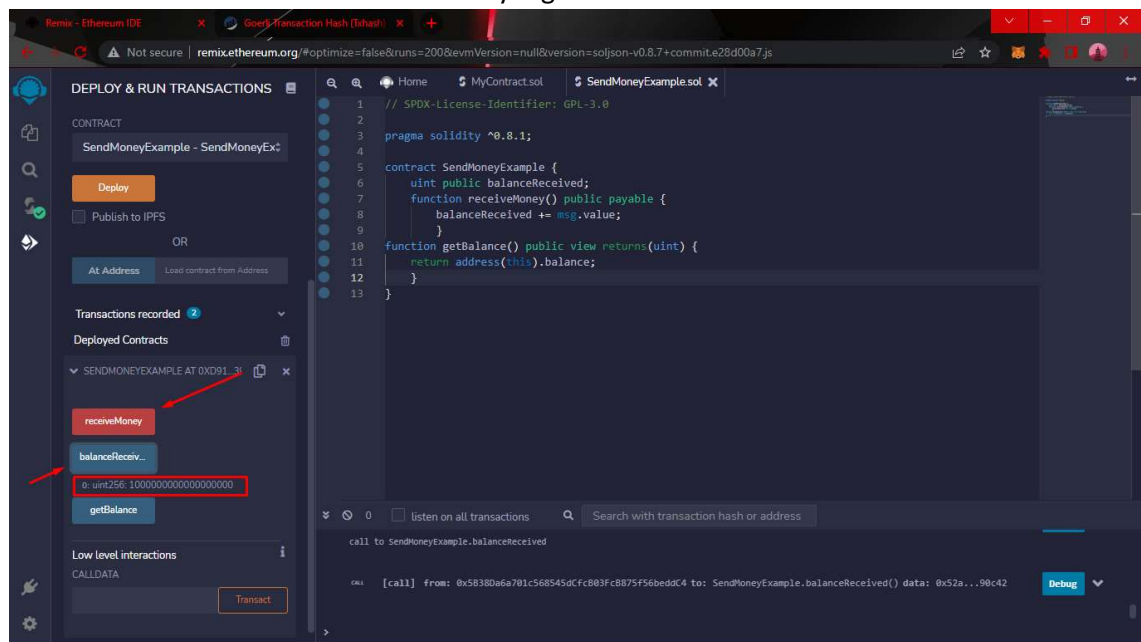 Remix - Ethereum IDE
Goerli Transaction Hash (Txhash)
Not secure | remix.ethereum.org/#optimize=false&runs=200&evmVersion=null&version=soljson-v0.8.7+commit.e28d00a7.js
DEPLOY & RUN TRANSACTIONS
Home
MyContract.sol
SendMoneyExample.sol
CONTRACT
SendMoneyExample - SendMoneyEx
Deploy
Publish to IPFS
OR
At Address
Load contract from Address
Transactions recorded 2
Deployed Contracts
SENDMONEYEXAMPLE AT 0XD91...
receiveMoney
balanceReceiv...
0: uint256: 1000000000000000000
getBalance
Low level interactions
CALLDATA
Transact
1 // SPDX-License-Identifier: GPL-3.0
2
3 pragma solidity ^0.8.1;
4
5 contract SendMoneyExample {
6 uint public balanceReceived;
7 function receiveMoney() public payable {
8 balanceReceived += msg.value;
9 }
10 function getBalance() public view returns(uint) {
11 return address(this).balance;
12 }
13 }
0
listen on all transactions
Search with transaction hash or address
call to SendMoneyExample.balanceReceived
CALL [call] from: 0x5B38Da6a701c568545dCfcB03FcB875f56beddC4 to: SendMoneyExample.balanceReceived() data: 0x52a...90c42
Debug
>